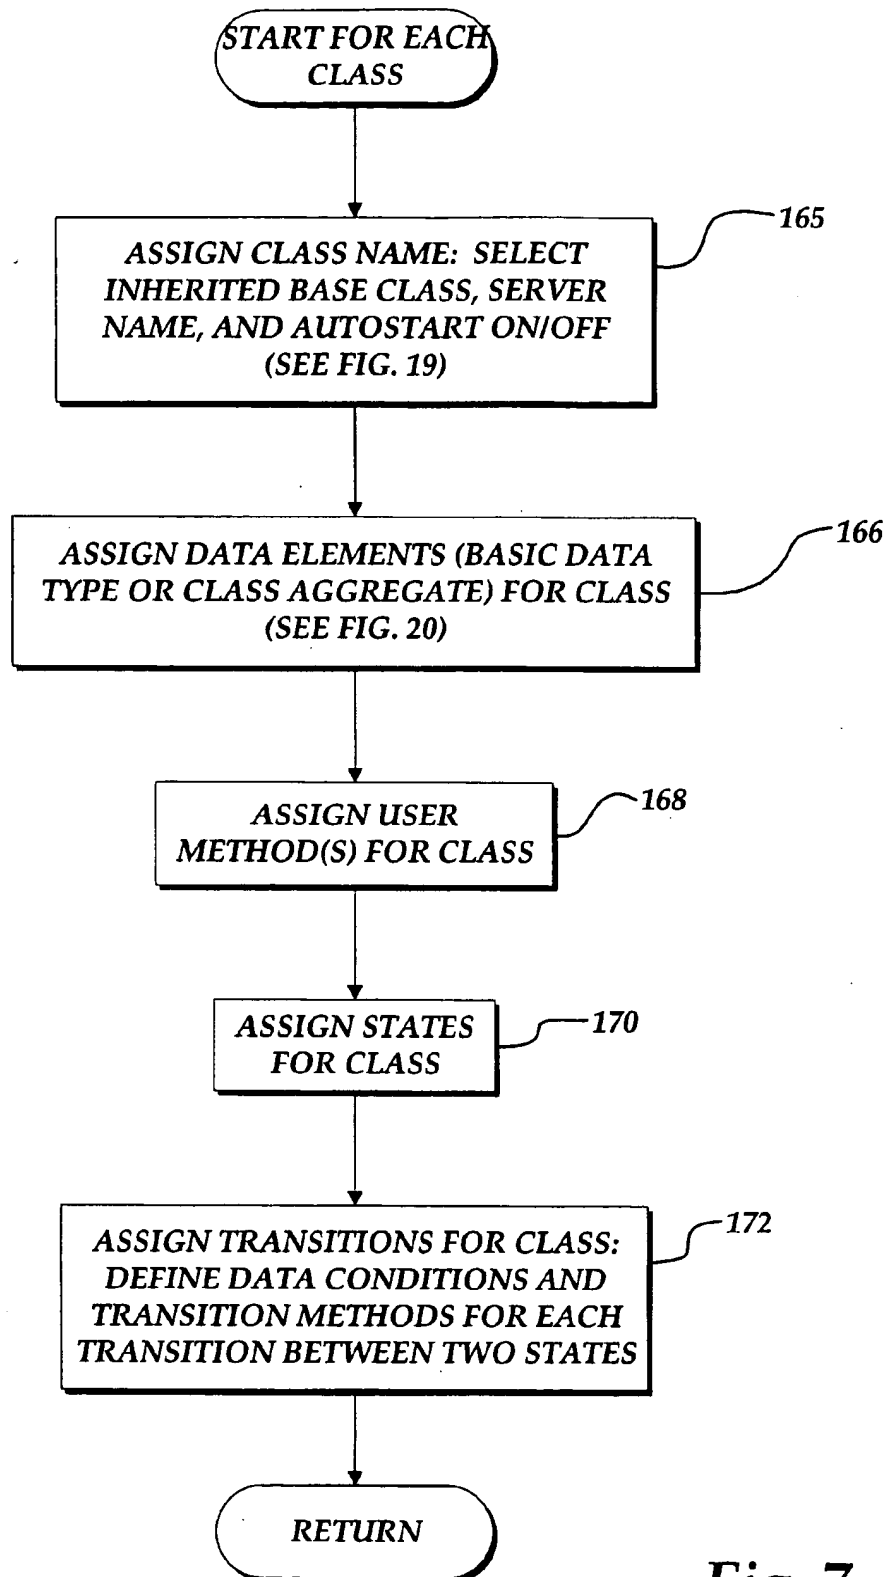 START FOR EACH
CLASS
165
ASSIGN CLASS NAME: SELECT
INHERITED BASE CLASS, SERVER
NAME, AND AUTOSTART ON/OFF
(SEE FIG. 19)
166
ASSIGN DATA ELEMENTS (BASIC DATA
TYPE OR CLASS AGGREGATE) FOR CLASS
(SEE FIG. 20)
168
ASSIGN USER
METHOD(S) FOR CLASS
170
ASSIGN STATES
FOR CLASS
172
ASSIGN TRANSITIONS FOR CLASS:
DEFINE DATA CONDITIONS AND
TRANSITION METHODS FOR EACH
TRANSITION BETWEEN TWO STATES
RETURN
Fig. 7